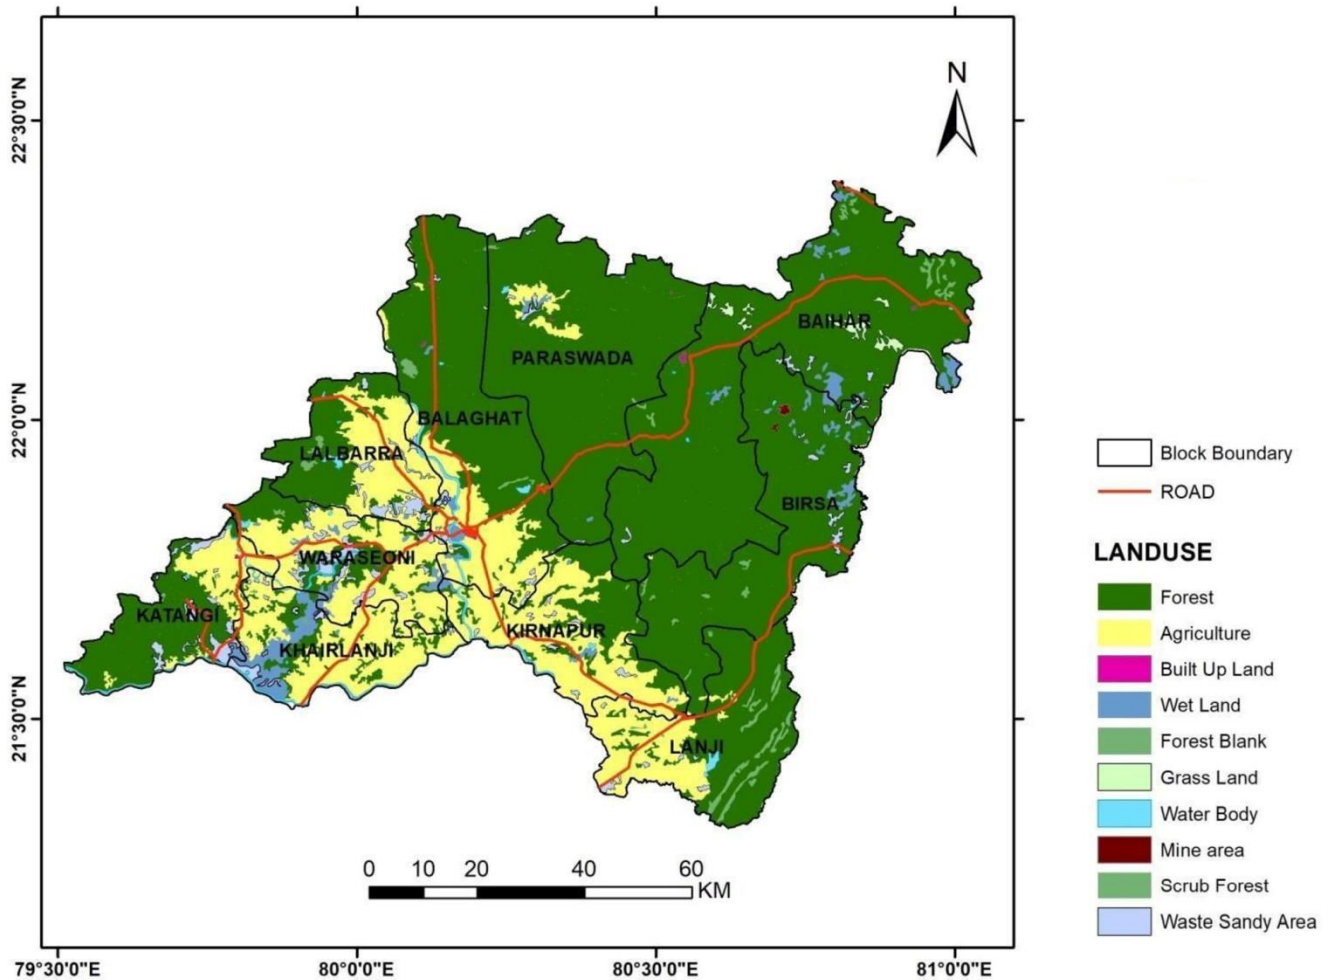 N
22°30'0"N
22°0'0"N
21°30'0"N
BAIHAR
PARASWADA
BALAGHAT
LALBARRA
BIRSA
WARASEONI
KATANGI
KIRNAPUR
KHAIRLANJI
LANJI
0 10 20 40 60
KM
79°30'0"E 80°0'0"E 80°30'0"E 81°0'0"E
Block Boundary
ROAD
LANDUSE
Forest
Agriculture
Built Up Land
Wet Land
Forest Blank
Grass Land
Water Body
Mine area
Scrub Forest
Waste Sandy Area